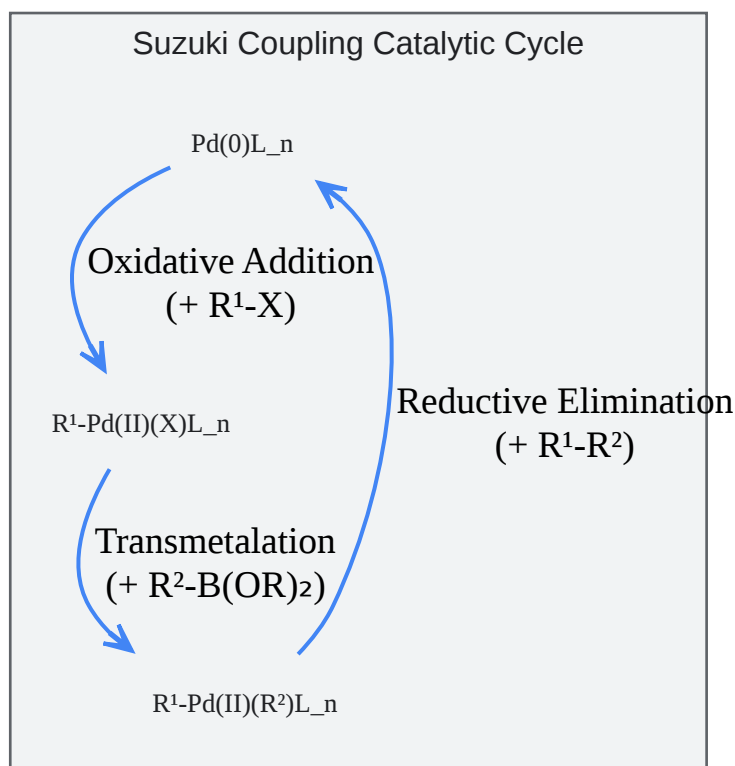 Suzuki Coupling Catalytic Cycle
Pd(0)L_n
Oxidative Addition
(+ R¹-X)
R¹-Pd(II)(X)L_n
Reductive Elimination
(+ R¹-R²)
Transmetalation
(+ R²-B(OR)₂)
R¹-Pd(II)(R²)L_n